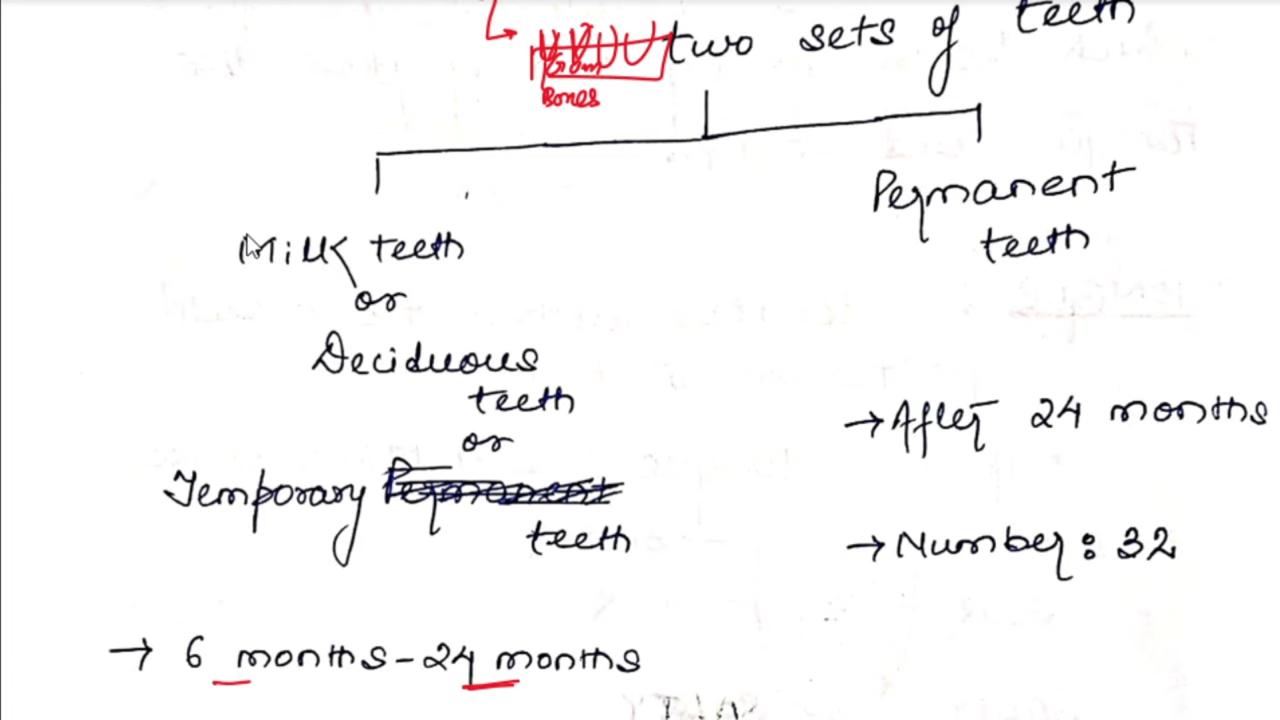 two sets of teeth
Gum
Bones
Milk teeth
or
Deciduous
teeth
or
Temporary Permanent
teeth
→ 6 months - 24 months
Permanent
teeth
→ After 24 months
→ Number: 32